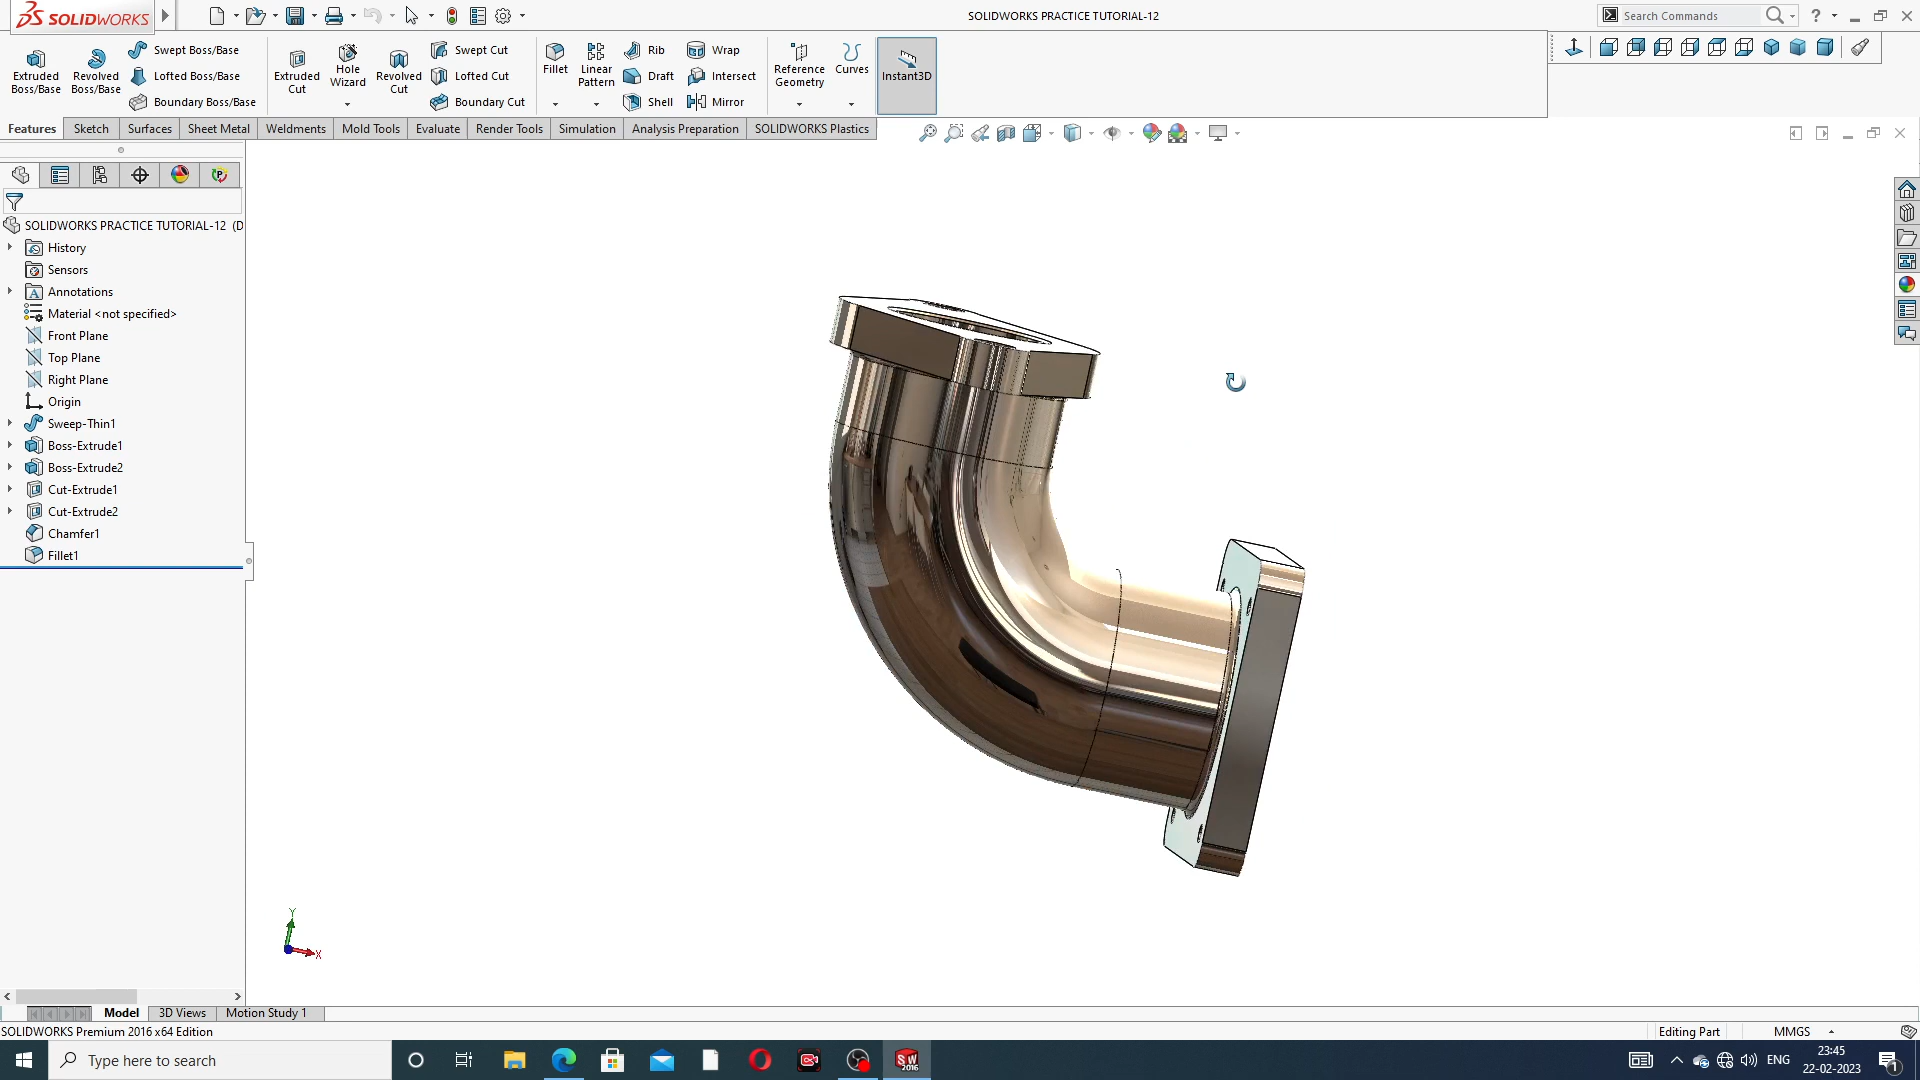 SOLIDWORKS
SOLIDWORKS PRACTICE TUTORIAL-12
Search Commands
Extruded Boss/Base
Revolved Boss/Base
Swept Boss/Base
Lofted Boss/Base
Boundary Boss/Base
Extruded Cut
Hole Wizard
Revolved Cut
Swept Cut
Lofted Cut
Boundary Cut
Fillet
Linear Pattern
Rib
Draft
Shell
Wrap
Intersect
Mirror
Reference Geometry
Curves
Instant3D
Features Sketch Surfaces Sheet Metal Weldments Mold Tools Evaluate Render Tools Simulation Analysis Preparation SOLIDWORKS Plastics
SOLIDWORKS PRACTICE TUTORIAL-12 (D
History
Sensors
Annotations
Material <not specified>
Front Plane
Top Plane
Right Plane
Origin
Sweep-Thin1
Boss-Extrude1
Boss-Extrude2
Cut-Extrude1
Cut-Extrude2
Chamfer1
Fillet1
Y
X
Model 3D Views Motion Study 1
SOLIDWORKS Premium 2016 x64 Edition
Editing Part
MMGS
Type here to search
SW 2016
ENG
23:45
22-02-2023
1